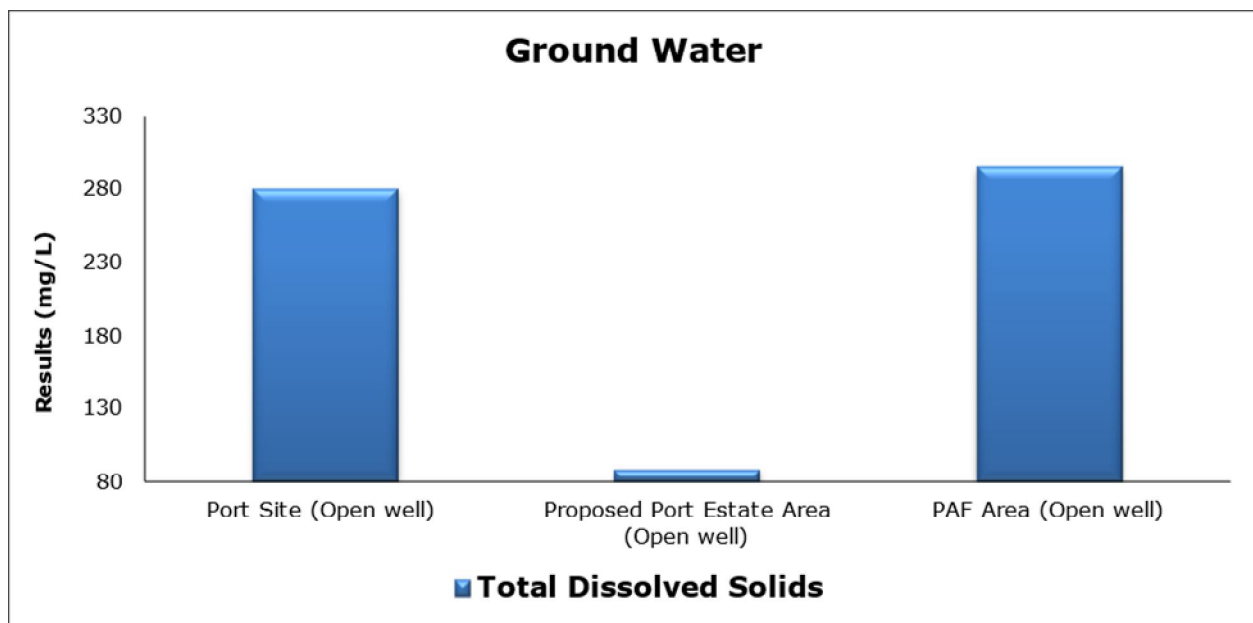 Ground Water
Results (mg/L)
330
280
230
180
130
80
Port Site (Open well)
Proposed Port Estate Area
(Open well)
PAF Area (Open well)
Total Dissolved Solids